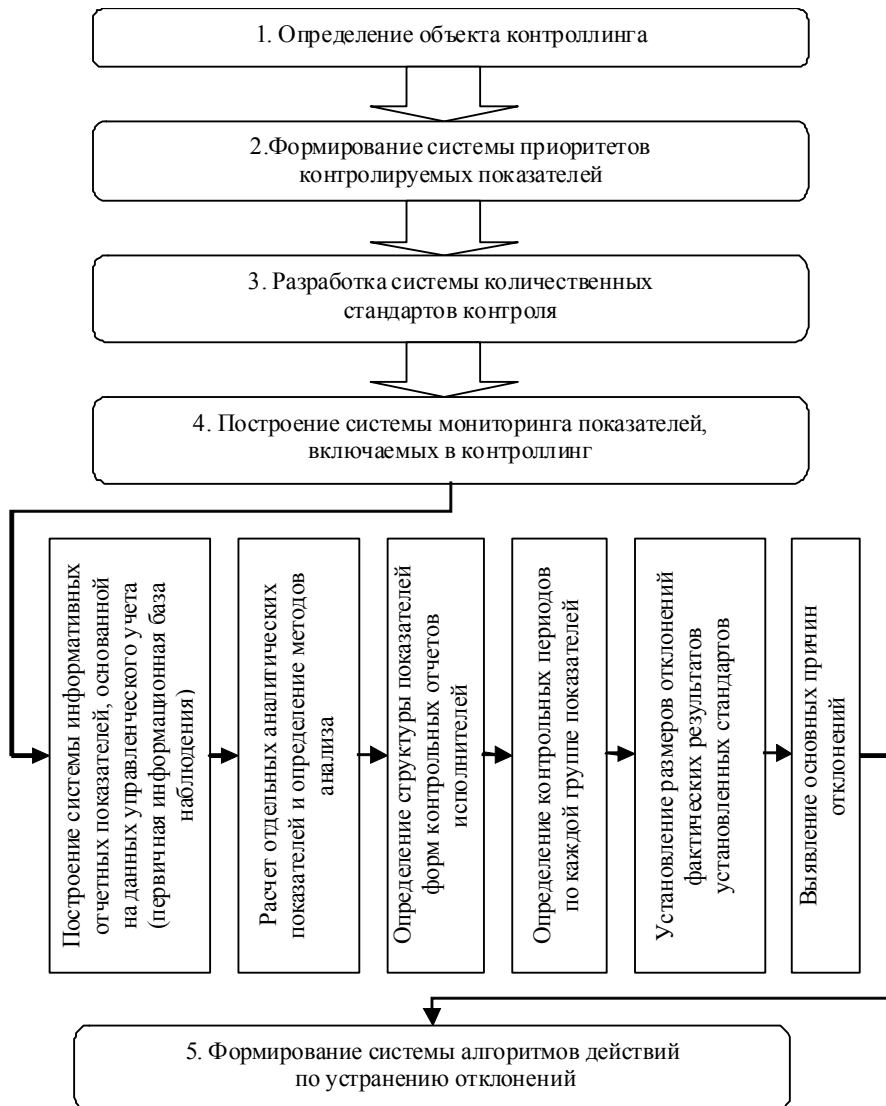 1. Определение объекта контроллинга
2.Формирование системы приоритетов
контролируемых показателей
3. Разработка системы количественных
стандартов контроля
4. Построение системы мониторинга показателей,
включаемых в контроллинг
Построение системы информативных
отчетных показателей, основанной
на данных управленческого учета
(первичная информационная база
наблюдения)
Расчет отдельных аналитических
показателей и определение методов
анализа
Определение структуры показателей
форм контрольных отчетов
исполнителей
Определение контрольных периодов
по каждой группе показателей
Установление размеров отклонений
фактических результатов
установленных стандартов
Выявление основных причин
отклонений
5. Формирование системы алгоритмов действий
по устранению отклонений